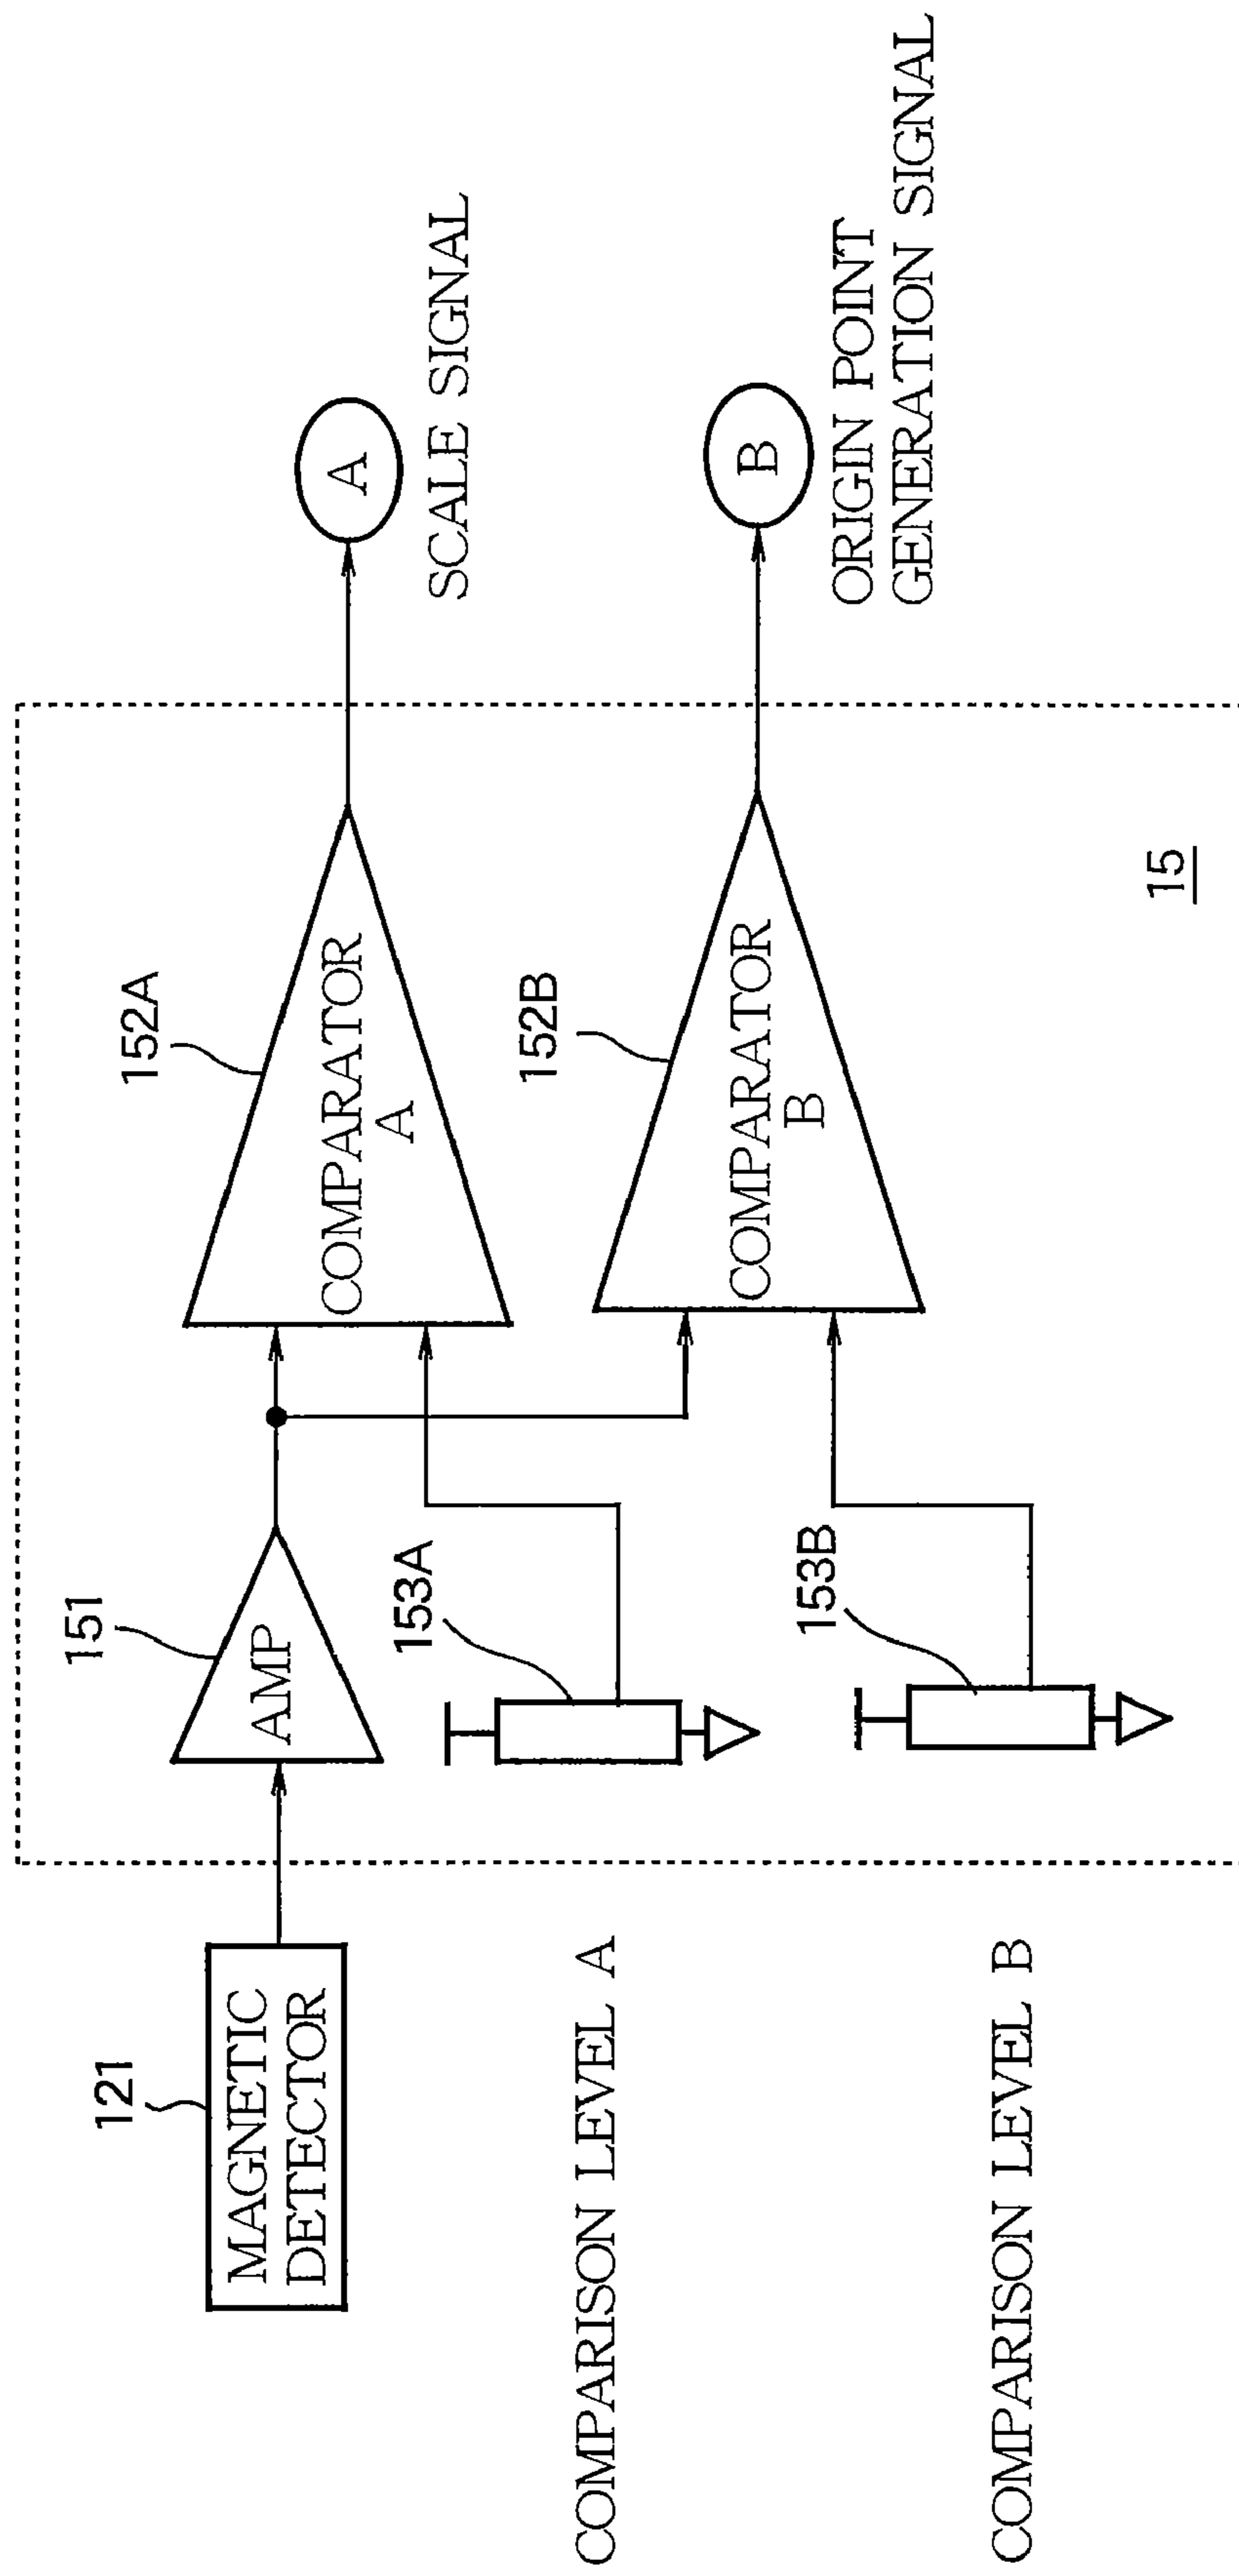 121
MAGNETIC
DETECTOR
151
AMP
152A
COMPARATOR
A
A
SCALE SIGNAL
COMPARISON LEVEL A
153A
152B
COMPARATOR
B
B
ORIGIN POINT
GENERATION SIGNAL
COMPARISON LEVEL B
153B
15